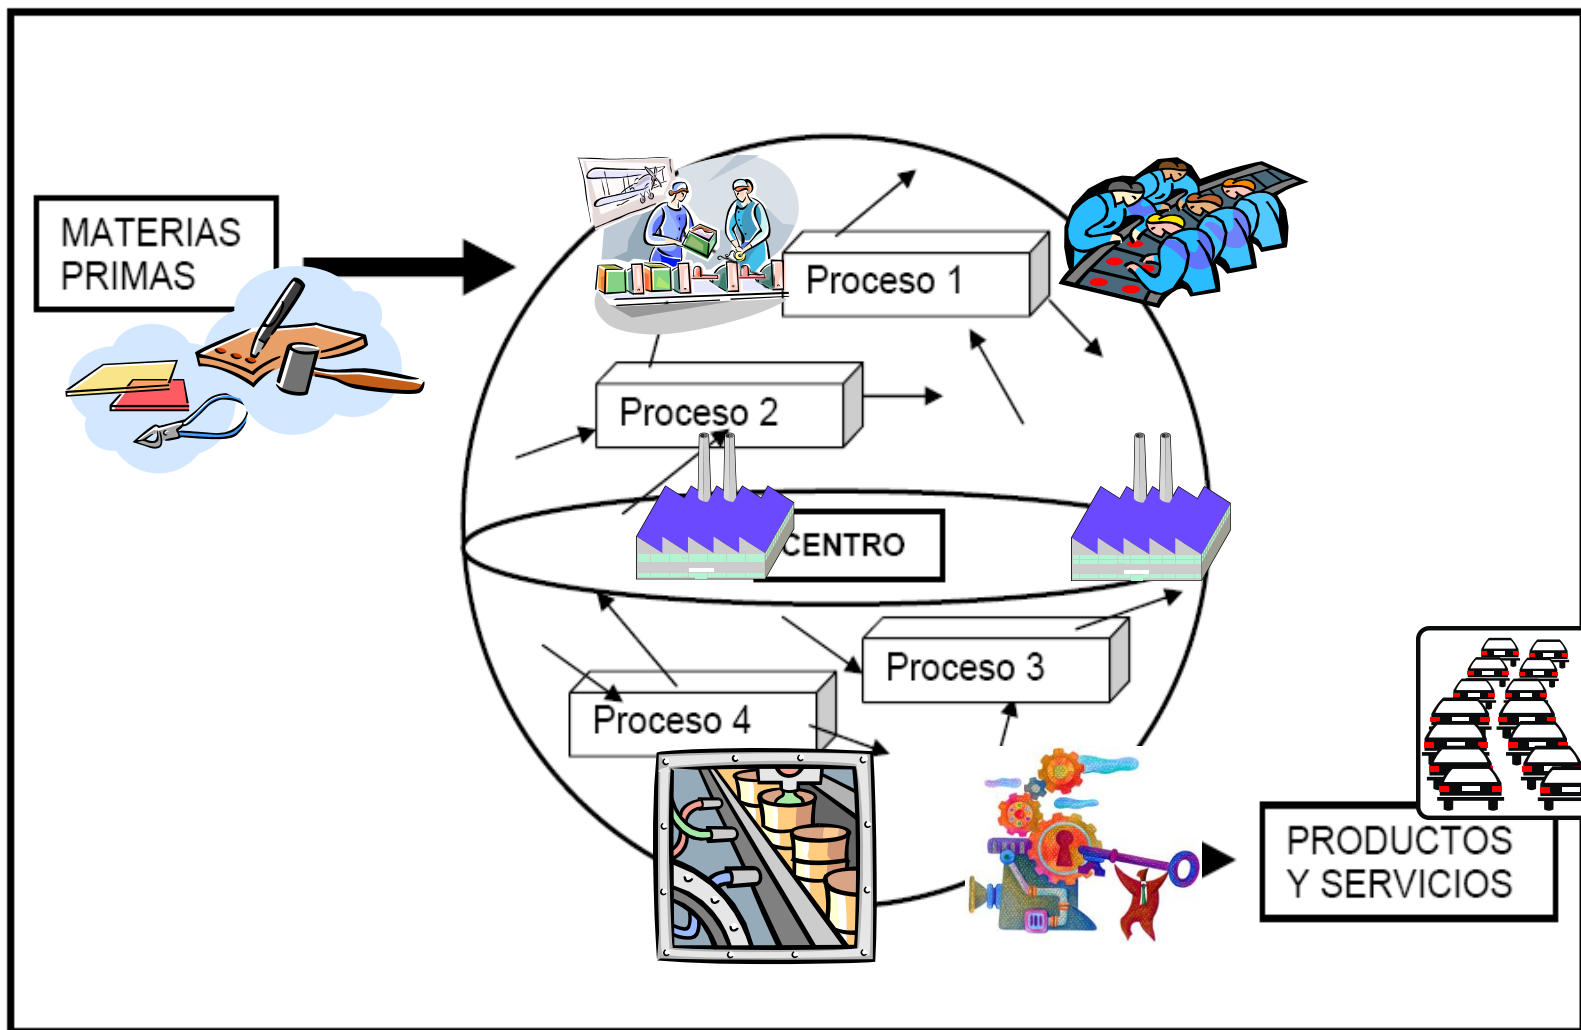 MATERIAS
PRIMAS
Proceso 1
Proceso 2
CENTRO
Proceso 3
Proceso 4
PRODUCTOS
Y SERVICIOS